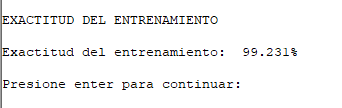 EXACTITUD DEL ENTRENAMIENTO
Exactitud del entrenamiento:  99.231%
Presione enter para continuar: